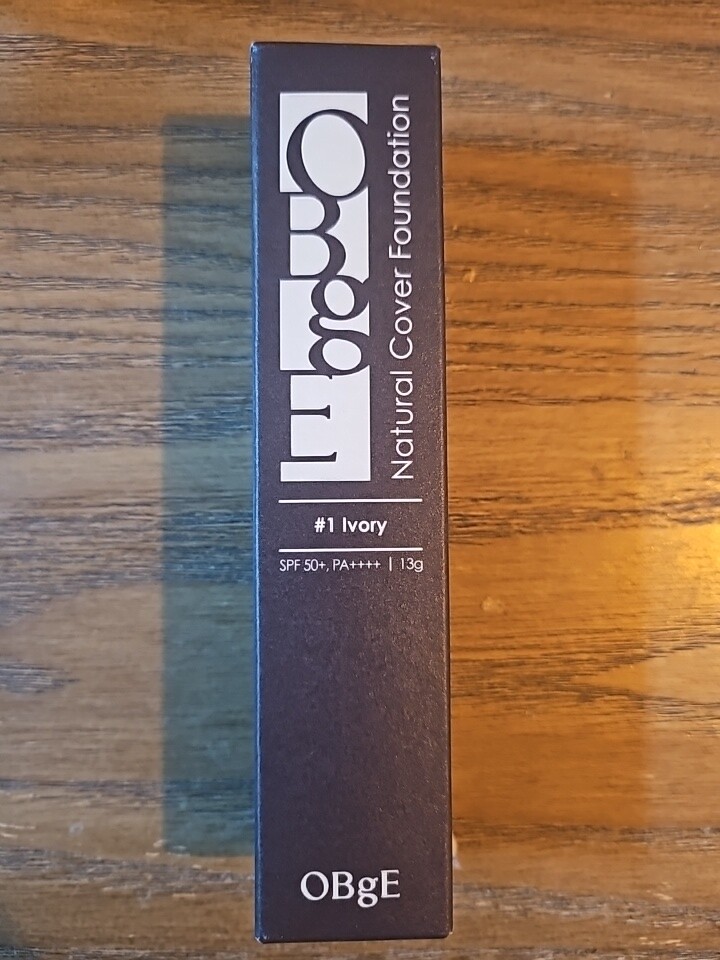 OBgE
Natural Cover Foundation
#1 Ivory
SPF 50+, PA++++ | 13g
OBgE